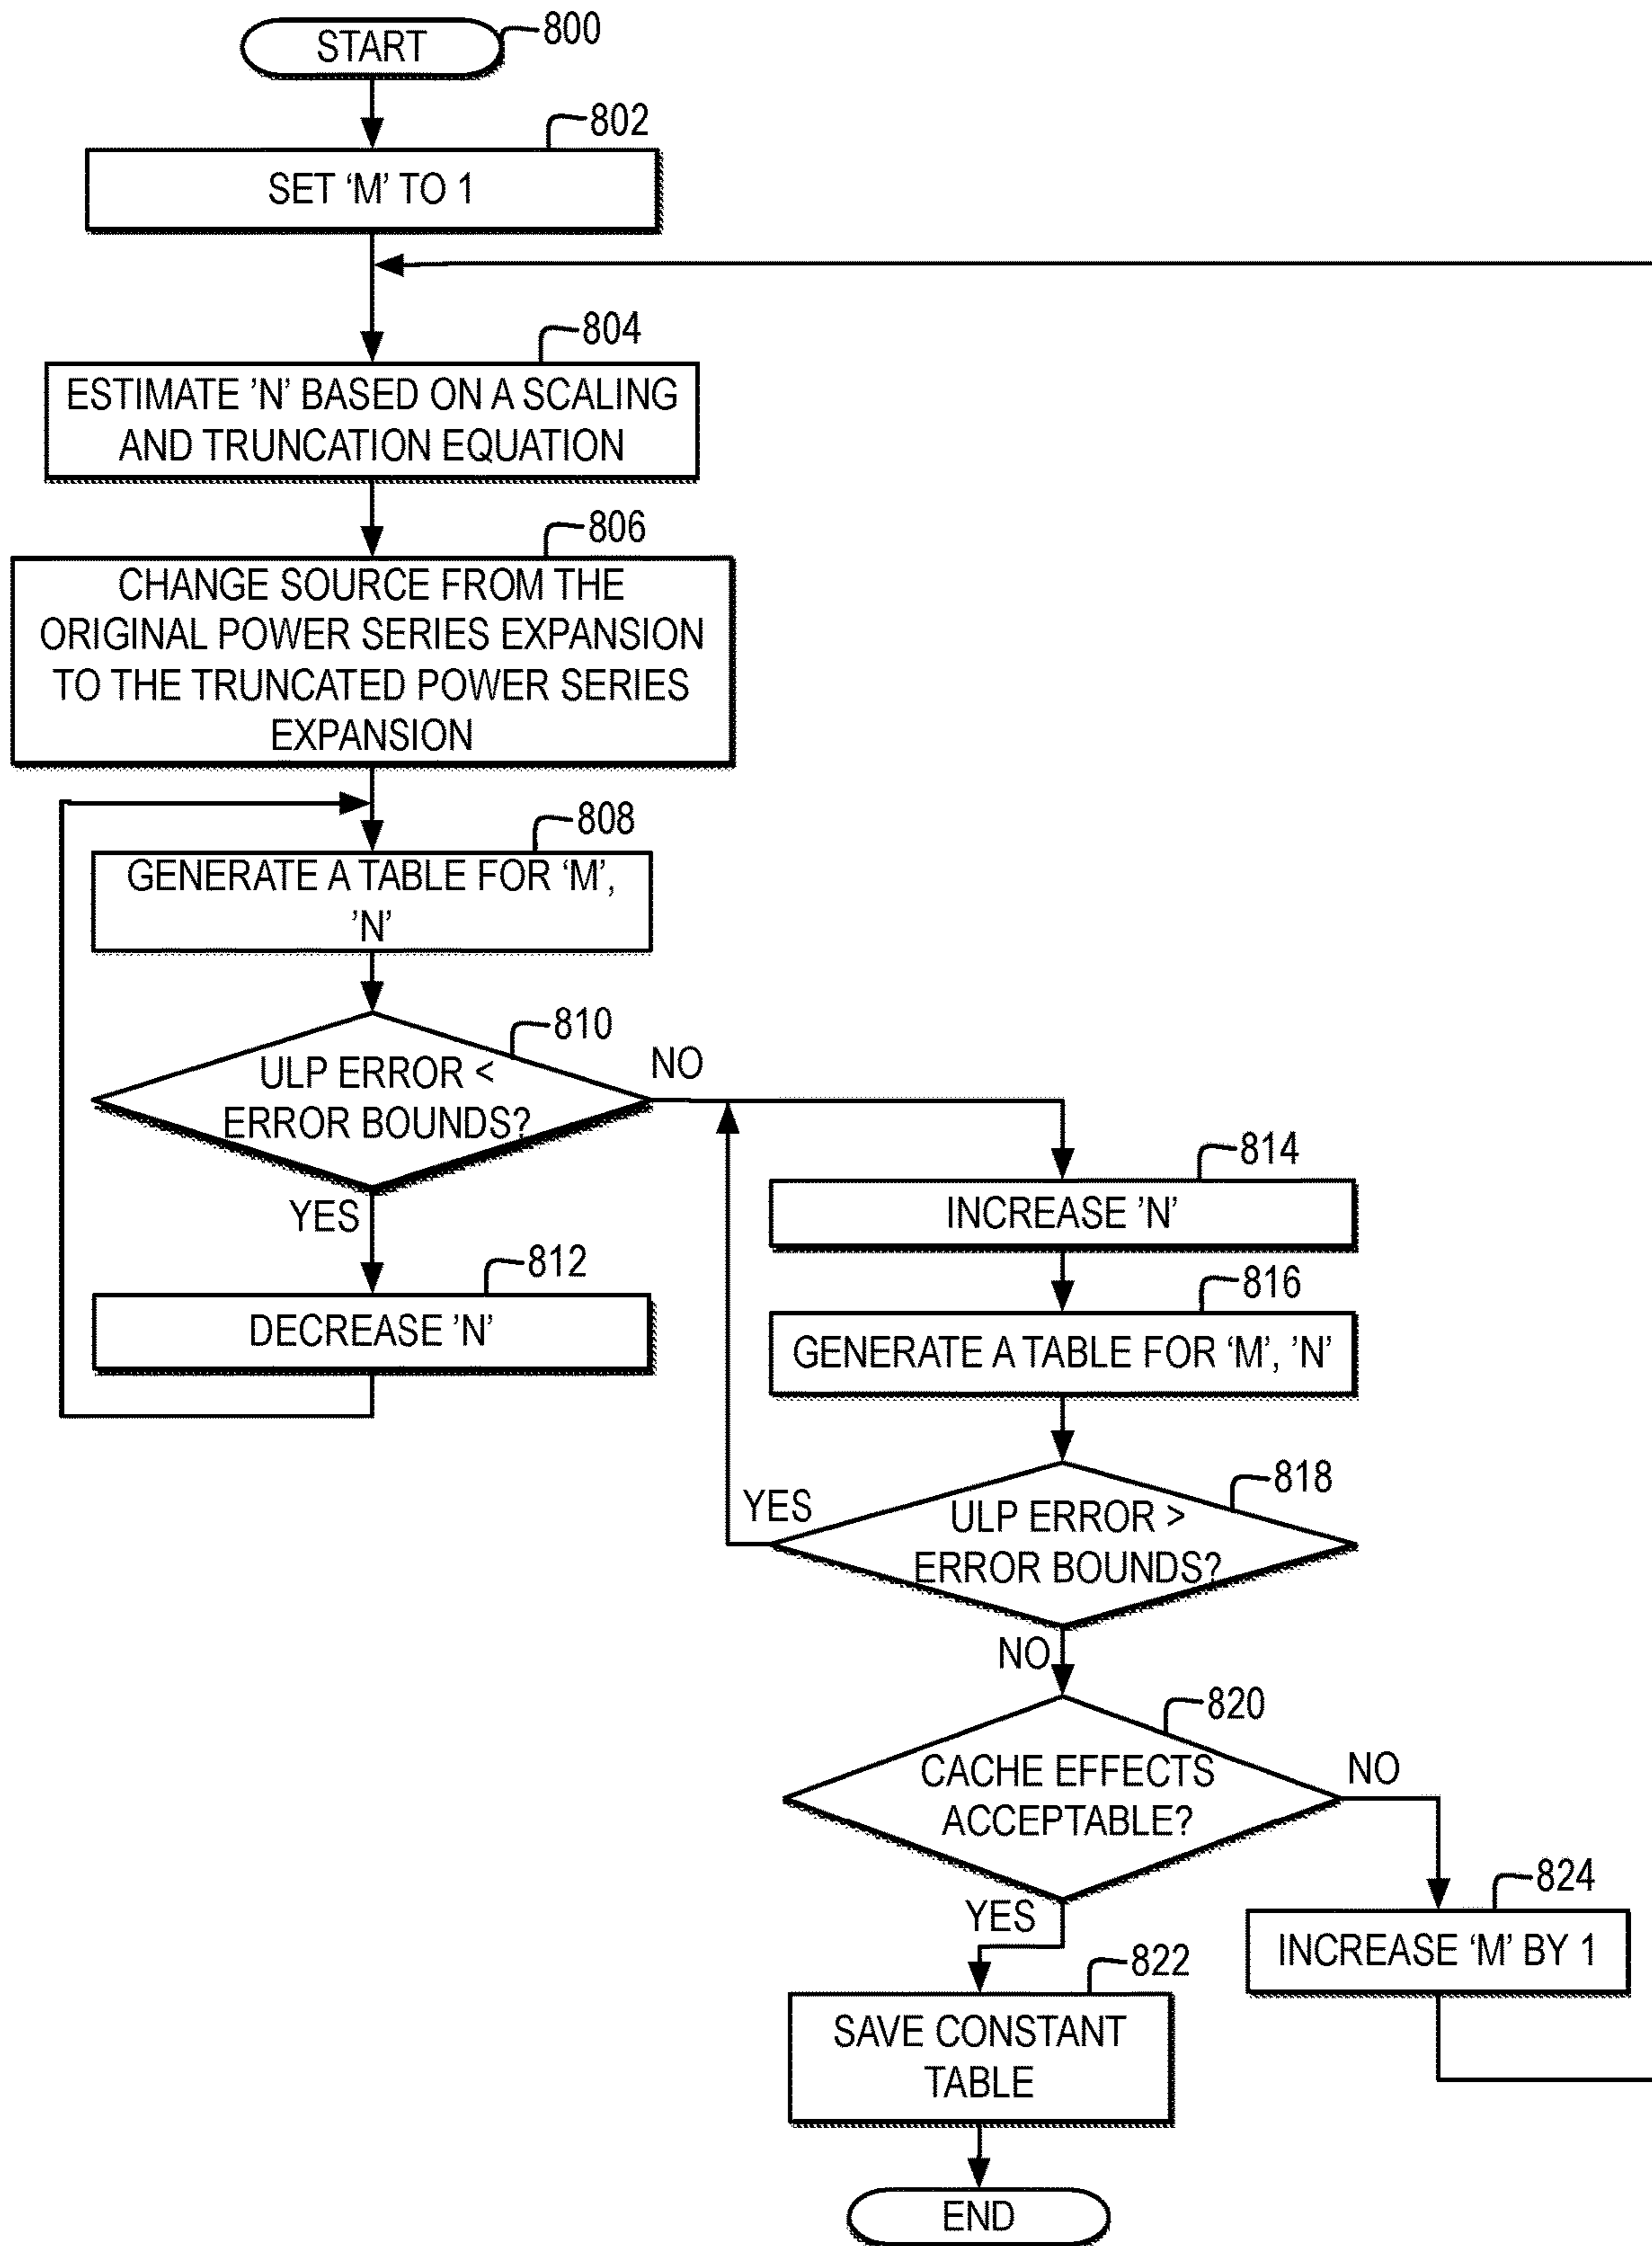 START
800
802
SET ‘M’ TO 1
804
ESTIMATE ’N’ BASED ON A SCALING
AND TRUNCATION EQUATION
806
CHANGE SOURCE FROM THE
ORIGINAL POWER SERIES EXPANSION
TO THE TRUNCATED POWER SERIES
EXPANSION
808
GENERATE A TABLE FOR ‘M’,
’N’
810
ULP ERROR <
ERROR BOUNDS?
NO
YES
812
DECREASE ’N’
814
INCREASE ’N’
816
GENERATE A TABLE FOR ‘M’, ’N’
818
ULP ERROR >
ERROR BOUNDS?
YES
NO
820
CACHE EFFECTS
ACCEPTABLE?
NO
YES
824
INCREASE ‘M’ BY 1
822
SAVE CONSTANT
TABLE
END